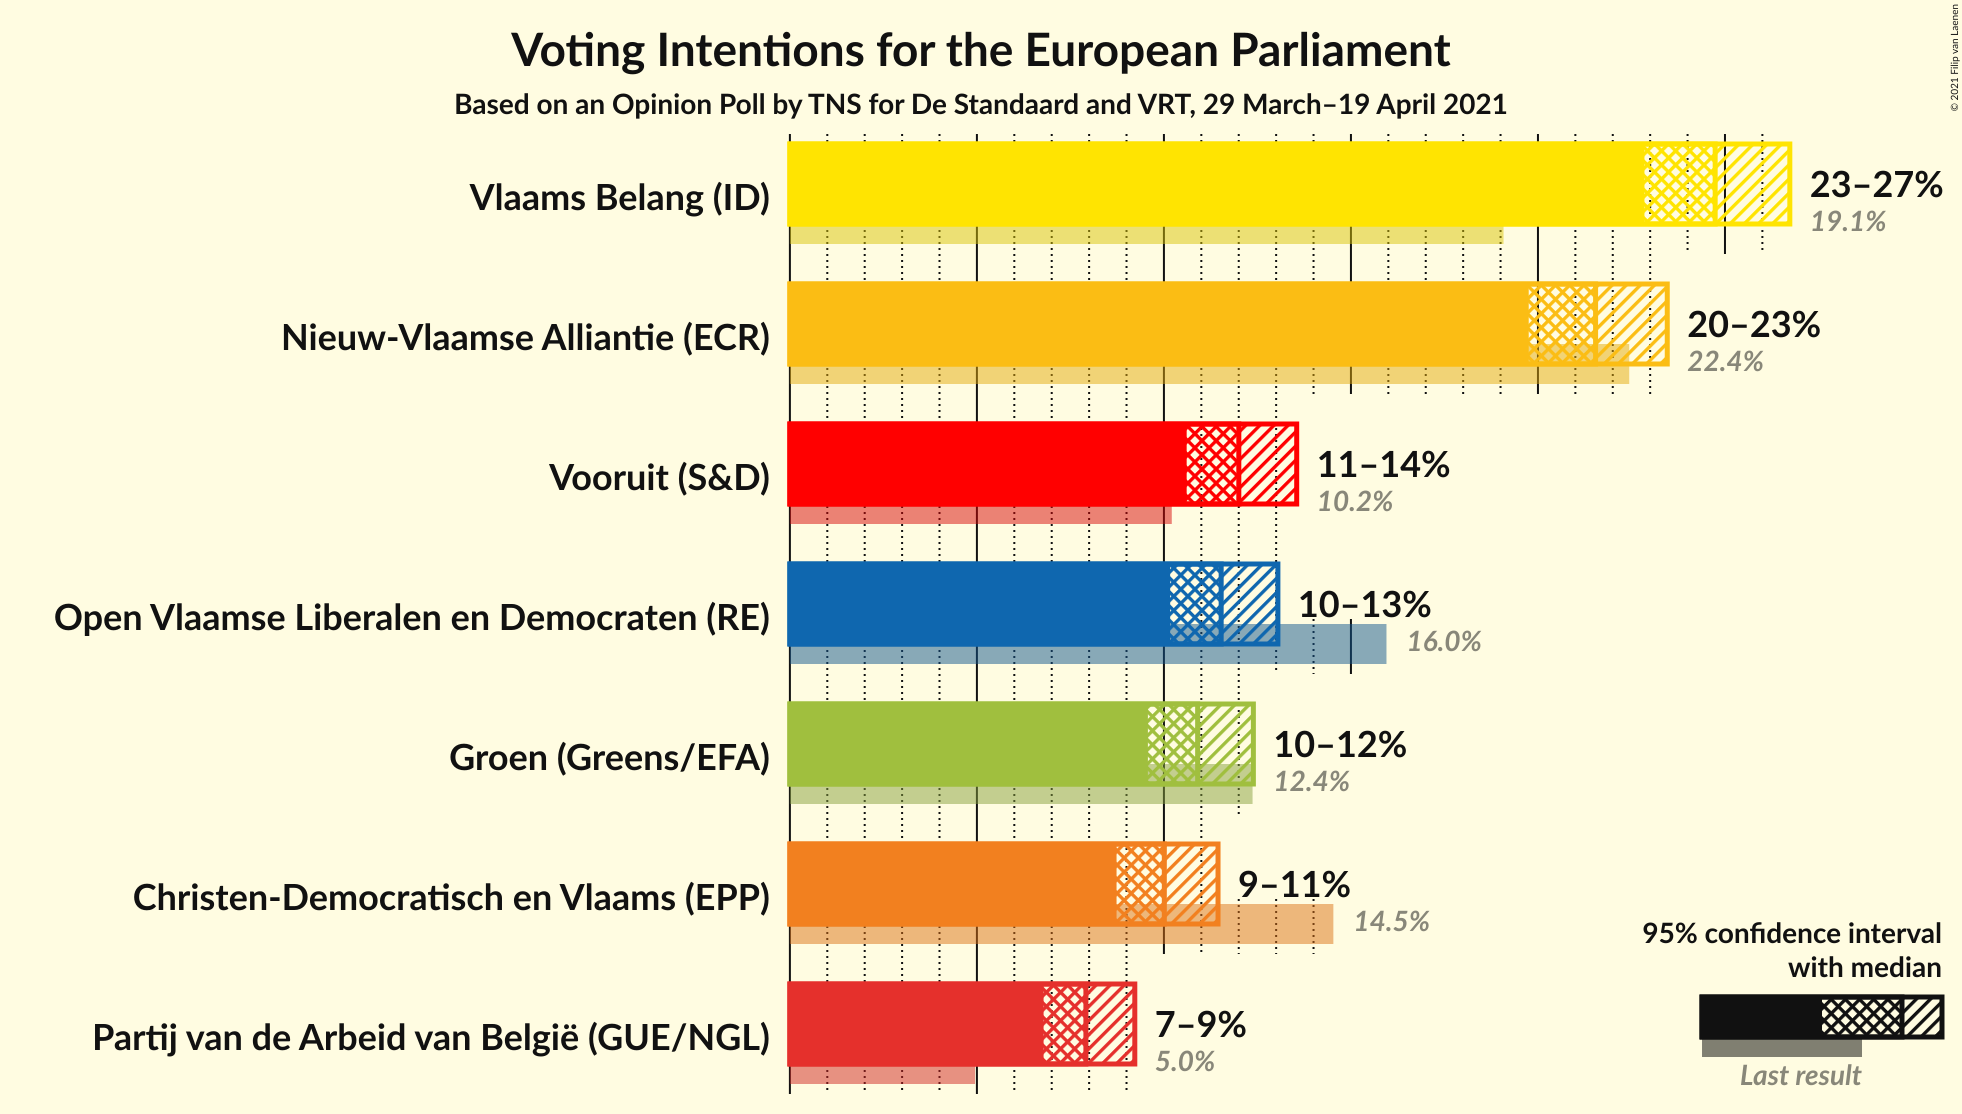 Voting Intentions for the European Parliament
Based on an Opinion Poll by TNS for De Standaard and VRT, 29 March–19 April 2021
© 2021 Filip van Laenen
Vlaams Belang (ID)
23–27%
19.1%
Nieuw-Vlaamse Alliantie (ECR)
20–23%
22.4%
Vooruit (S&D)
11–14%
10.2%
Open Vlaamse Liberalen en Democraten (RE)
10–13%
16.0%
Groen (Greens/EFA)
10–12%
12.4%
Christen-Democratisch en Vlaams (EPP)
9–11%
14.5%
Partij van de Arbeid van België (GUE/NGL)
7–9%
5.0%
95% confidence interval
with median
Last result